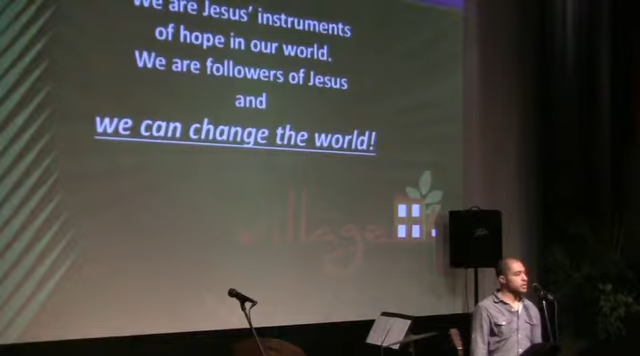 We are Jesus' instruments
of hope in our world.
We are followers of Jesus
and
we can change the world!
village